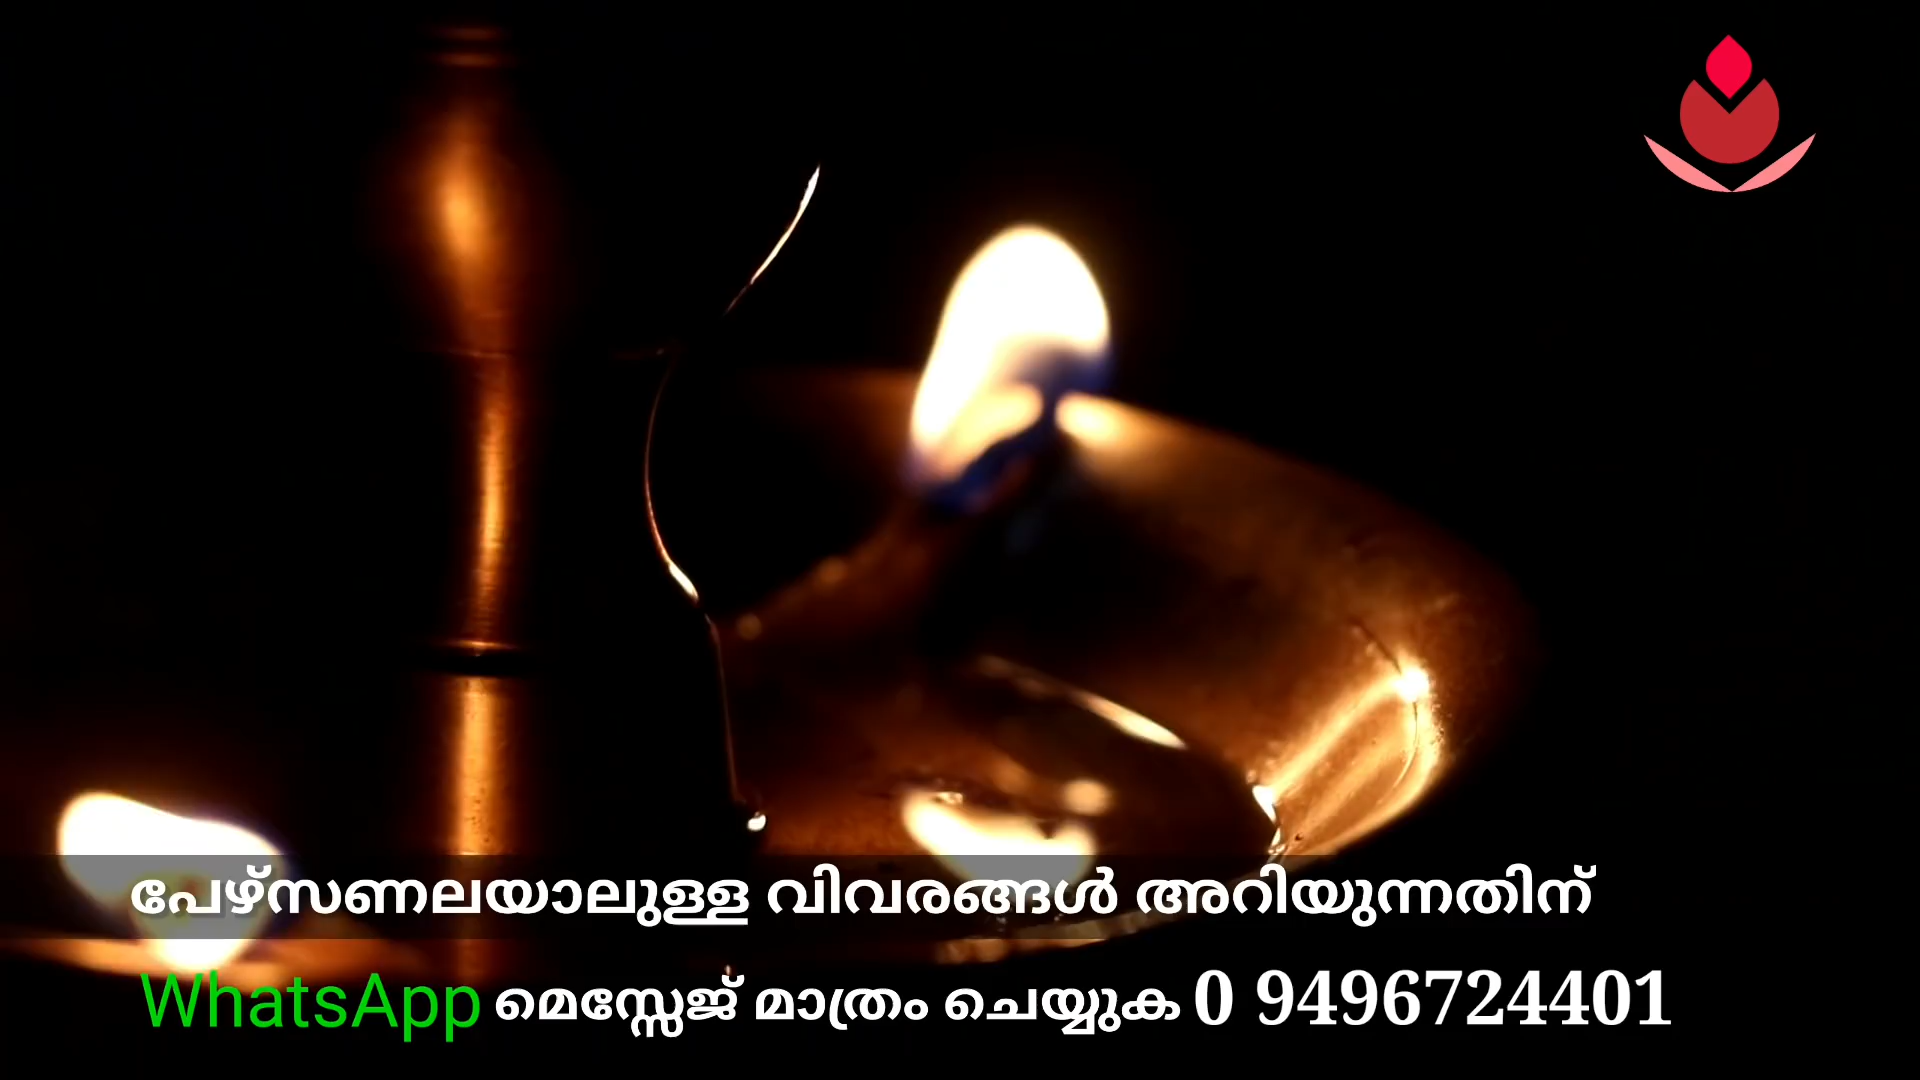 പേഴ്സണലയാലുള്ള വിവരങ്ങൾ അറിയുന്നതിന്
WhatsApp മെസ്സേജ് മാത്രം ചെയ്യുക 0 9496724401